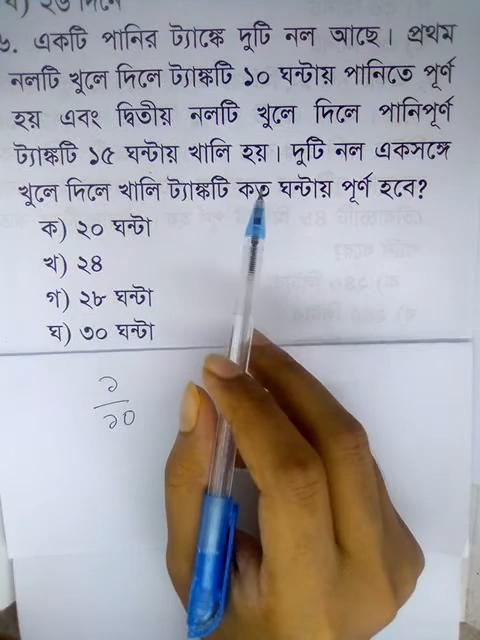 ৬. একটি পানির ট্যাঙ্কে দুটি নল আছে। প্রথম
নলটি খুলে দিলে ট্যাঙ্কটি ১০ ঘন্টায় পানিতে পূর্ণ
হয় এবং দ্বিতীয় নলটি খুলে দিলে পানিপূর্ণ
ট্যাঙ্কটি ১৫ ঘন্টায় খালি হয়। দুটি নল একসঙ্গে
খুলে দিলে খালি ট্যাঙ্কটি কত ঘন্টায় পূর্ণ হবে?
ক) ২০ ঘন্টা
খ) ২৪
গ) ২৮ ঘন্টা
ঘ) ৩০ ঘন্টা
১
১০